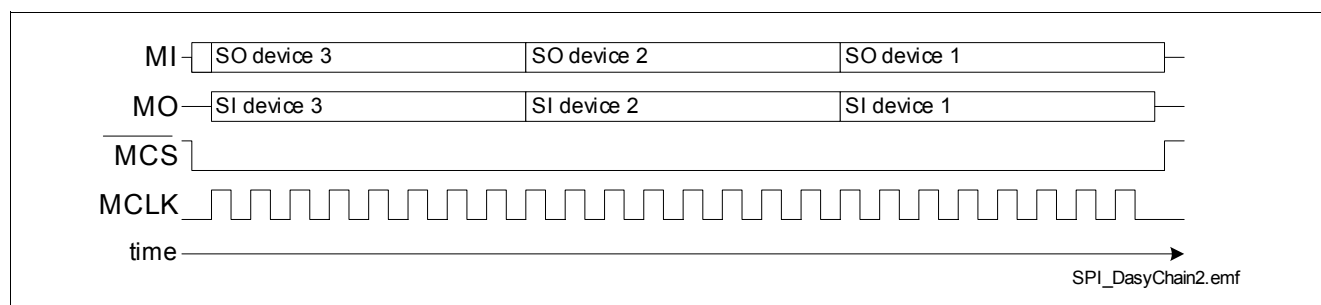 MI SO device 3 SO device 2 SO device 1
MO SI device 3 SI device 2 SI device 1
MCS
MCLK
time
SPI_DasyChain2.emf